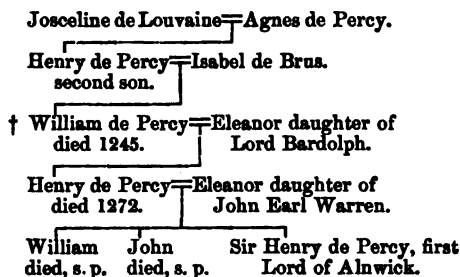 Josceline de Louvaine═Agnes de Percy.
Henry de Percy═Isabel de Brus.
second son.
† William de Percy═Eleanor daughter of
died 1245. Lord Bardolph.
Henry de Percy═Eleanor daughter of
died 1272. John Earl Warren.
William John Sir Henry de Percy, first
died, s. p. died, s. p. Lord of Alnwick.